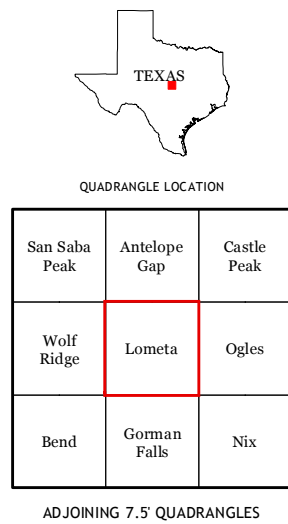 TEXAS
QUADRANGLE LOCATION
San Saba
Peak
Antelope
Gap
Castle
Peak
Wolf
Ridge
Lometa
Ogles
Bend
Gorman
Falls
Nix
ADJOINING 7.5' QUADRANGLES